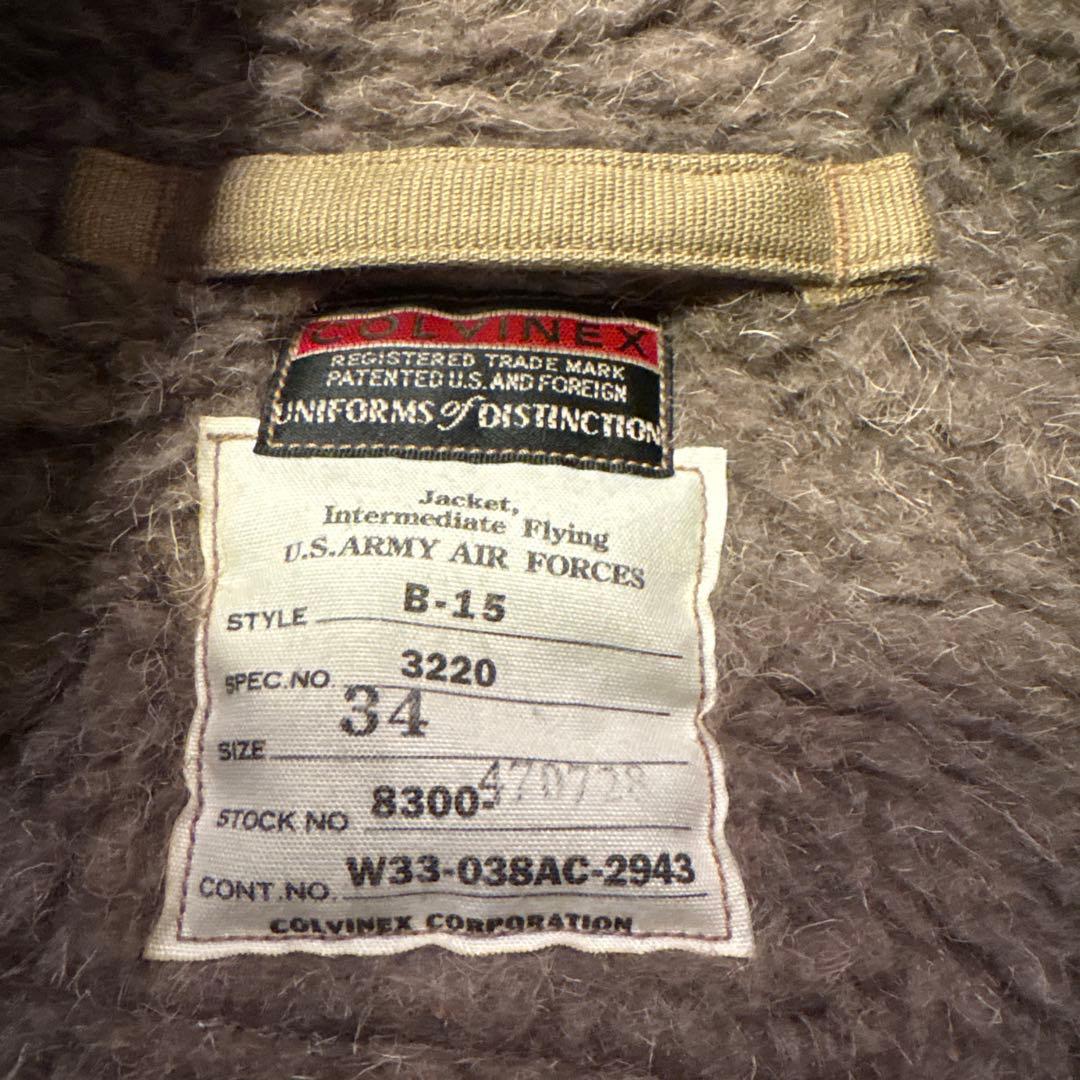 COLVINEX
REGISTERED TRADE MARK
PATENTED U.S. AND FOREIGN
UNIFORMS of DISTINCTION
Jacket,
Intermediate Flying
U.S. ARMY AIR FORCES
STYLE B-15
SPEC. NO. 3220
SIZE 34
STOCK NO 8300-470728
CONT. NO. W33-038AC-2943
COLVINEX CORPORATION